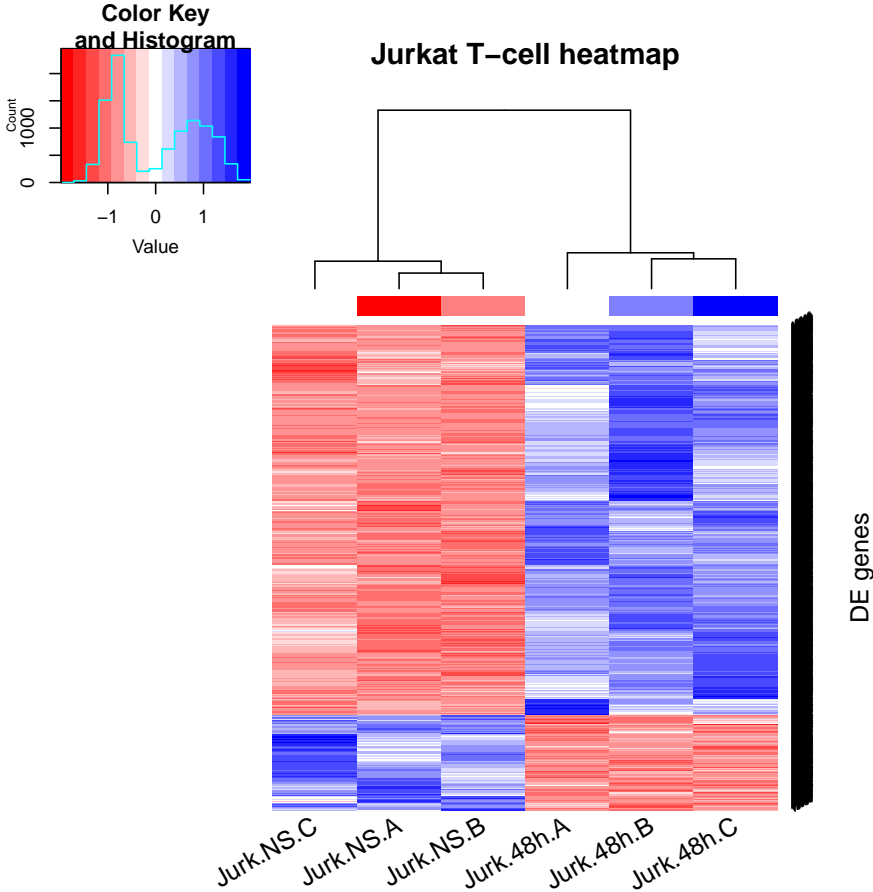 Color Key
and Histogram
Count
0
1000
−1
0
1
Value
Jurkat T−cell heatmap
DE genes
Jurk.NS.C
Jurk.NS.A
Jurk.NS.B
Jurk.48h.A
Jurk.48h.B
Jurk.48h.C